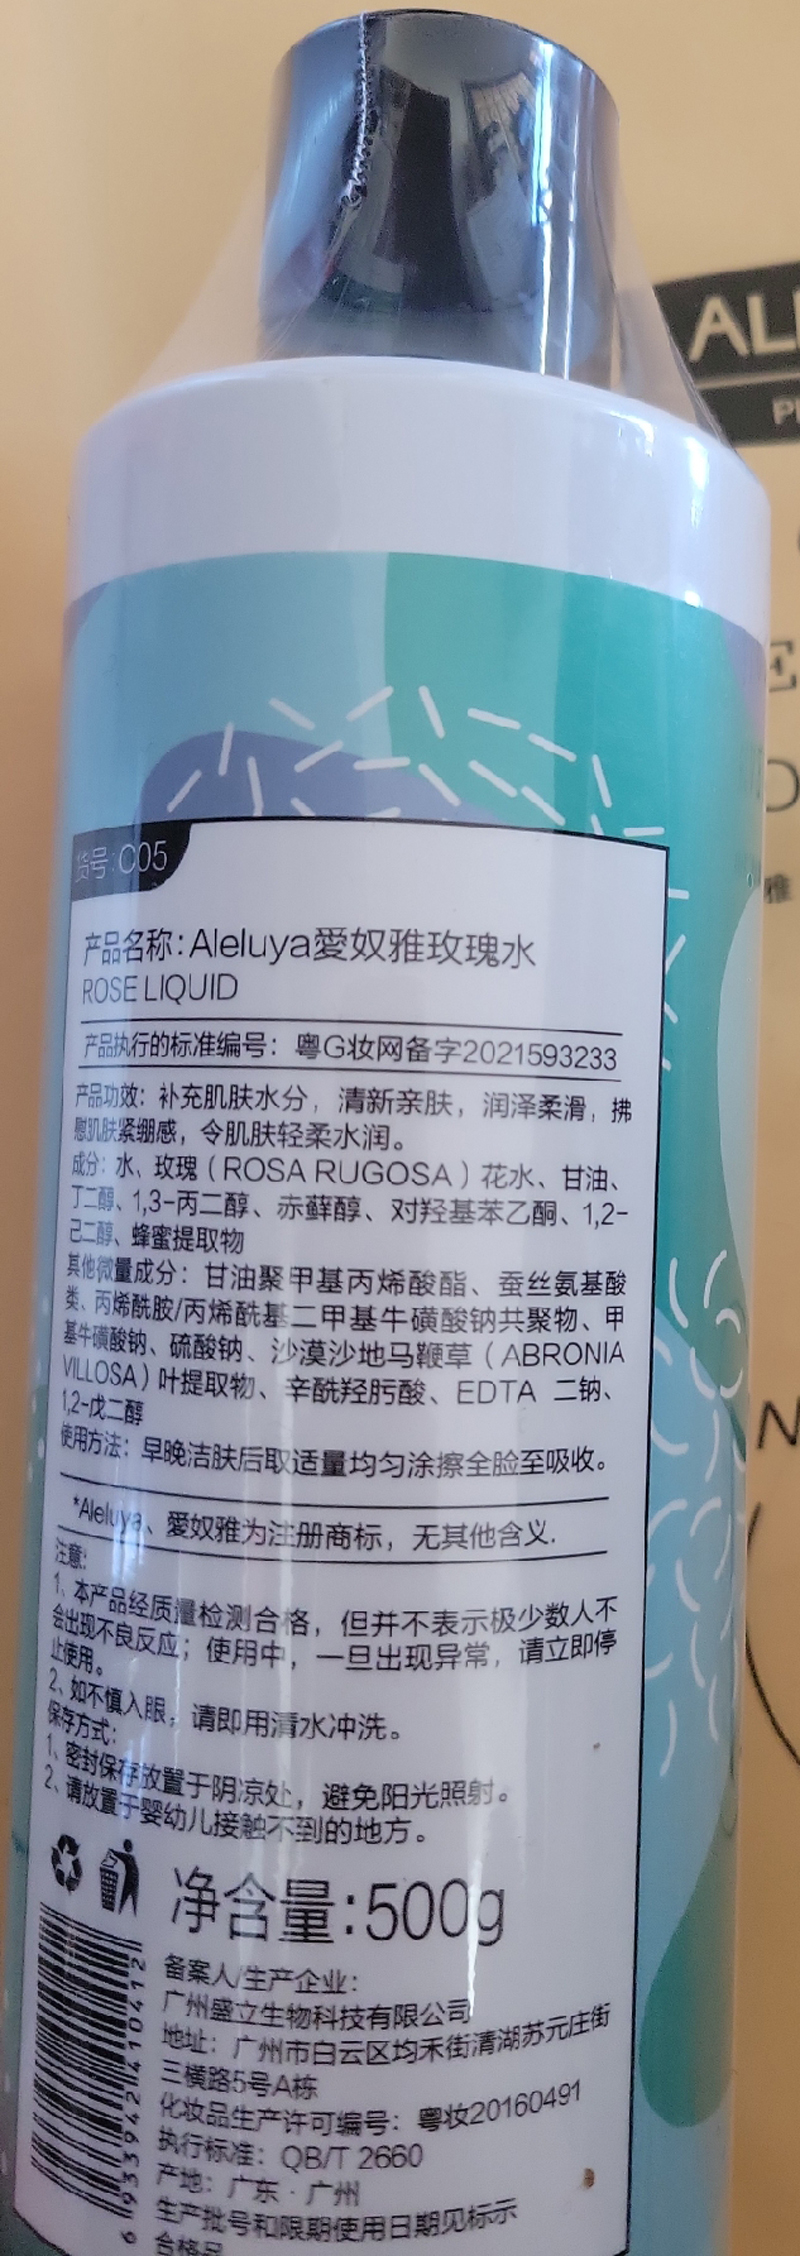 ALE
货号:C05
产品名称:Aleluya愛奴雅玫瑰水
ROSE LIQUID
产品执行的标准编号：粤G妆网备字2021593233
产品功效：补充肌肤水分，清新亲肤，润泽柔滑，拂
慰肌肤紧绷感，令肌肤轻柔水润。
成分：水、玫瑰（ROSA RUGOSA）花水、甘油、
丁二醇、1,3-丙二醇、赤藓醇、对羟基苯乙酮、1,2-
己二醇、蜂蜜提取物
其他微量成分：甘油聚甲基丙烯酸酯、蚕丝氨基酸
类、丙烯酰胺/丙烯酰基二甲基牛磺酸钠共聚物、甲
基牛磺酸钠、硫酸钠、沙漠沙地马鞭草（ABRONIA
VILLOSA）叶提取物、辛酰羟肟酸、EDTA 二钠、
1,2-戊二醇
使用方法：早晚洁肤后取适量均匀涂擦全脸至吸收。
*Aleluya、愛奴雅为注册商标，无其他含义.
注意:
1、本产品经质量检测合格，但并不表示极少数人不
会出现不良反应；使用中，一旦出现异常，请立即停
止使用。
2、如不慎入眼，请即用清水冲洗。
保存方式:
1、密封保存放置于阴凉处，避免阳光照射。
2、请放置于婴幼儿接触不到的地方。
净含量:500g
备案人/生产企业：
广州盛立生物科技有限公司
地址：广州市白云区均禾街清湖苏元庄街
三横路5号A栋
化妆品生产许可编号：粤妆20160491
执行标准：QB/T 2660
产地：广东·广州
生产批号和限期使用日期见标示
合格品
6 933942 410412